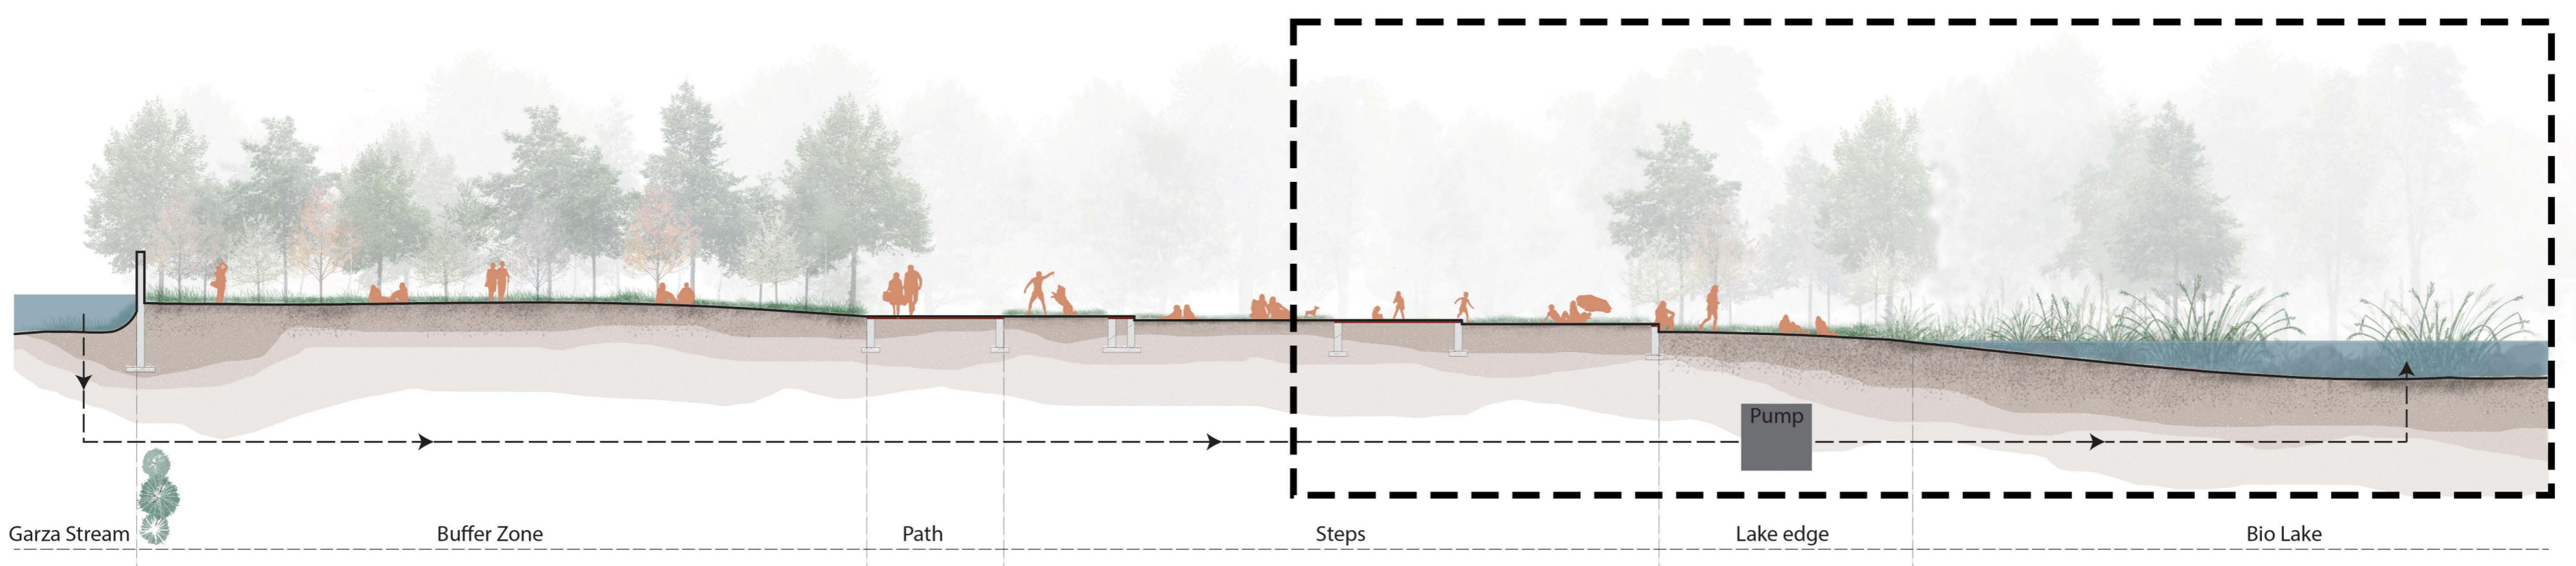 Pump
Garza Stream
Buffer Zone
Path
Steps
Lake edge
Bio Lake